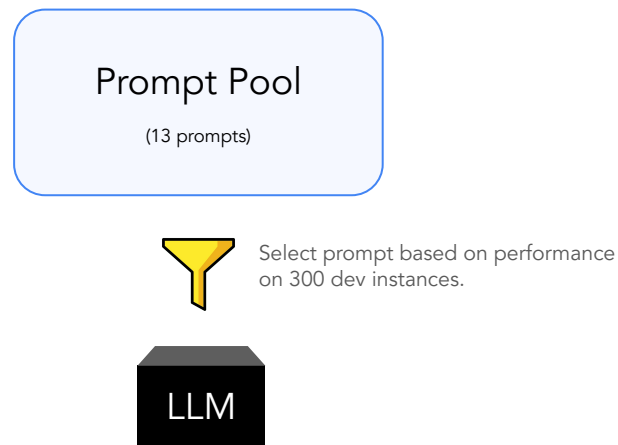 Prompt Pool
(13 prompts)
Select prompt based on performance
on 300 dev instances.
LLM